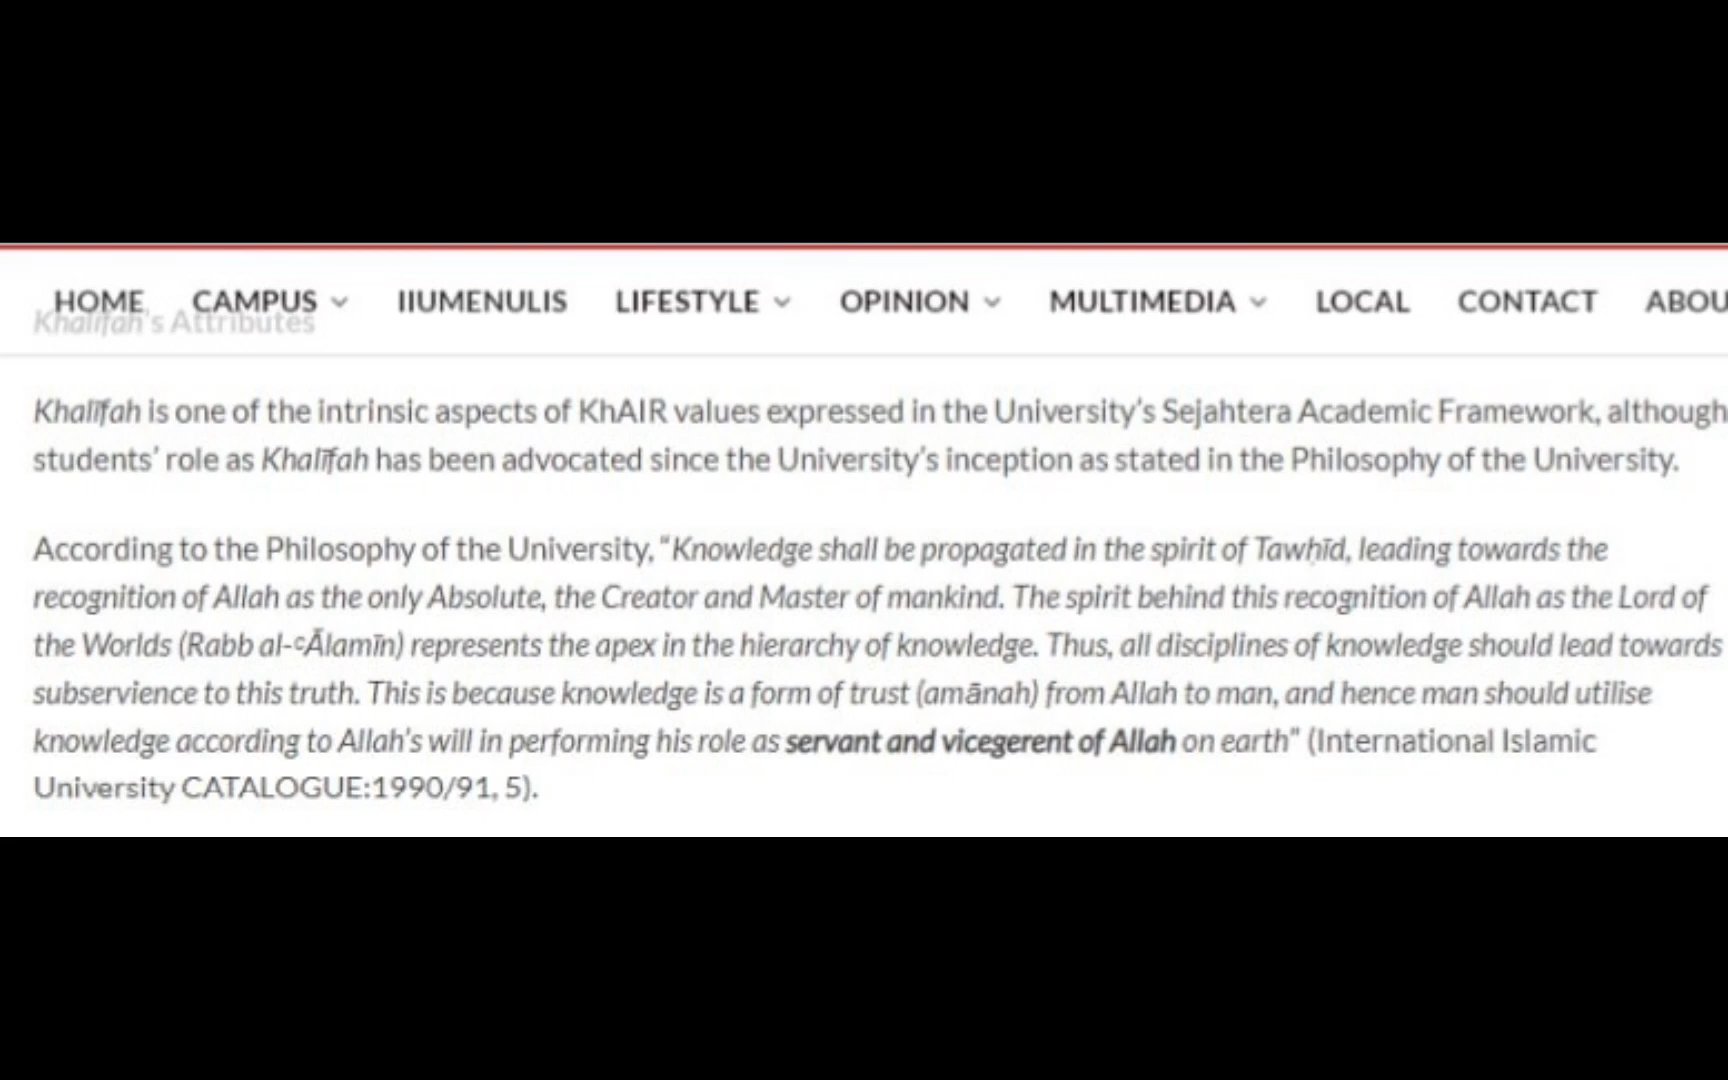 HOME CAMPUS IIUMENULIS LIFESTYLE OPINION MULTIMEDIA LOCAL CONTACT ABOU
Khalīfah's Attributes
Khalīfah is one of the intrinsic aspects of KhAIR values expressed in the University's Sejahtera Academic Framework, although
students' role as Khalīfah has been advocated since the University's inception as stated in the Philosophy of the University.
According to the Philosophy of the University, "Knowledge shall be propagated in the spirit of Tawḥīd, leading towards the
recognition of Allah as the only Absolute, the Creator and Master of mankind. The spirit behind this recognition of Allah as the Lord of
the Worlds (Rabb al-ᶜĀlamīn) represents the apex in the hierarchy of knowledge. Thus, all disciplines of knowledge should lead towards
subservience to this truth. This is because knowledge is a form of trust (amānah) from Allah to man, and hence man should utilise
knowledge according to Allah's will in performing his role as servant and vicegerent of Allah on earth" (International Islamic
University CATALOGUE:1990/91, 5).